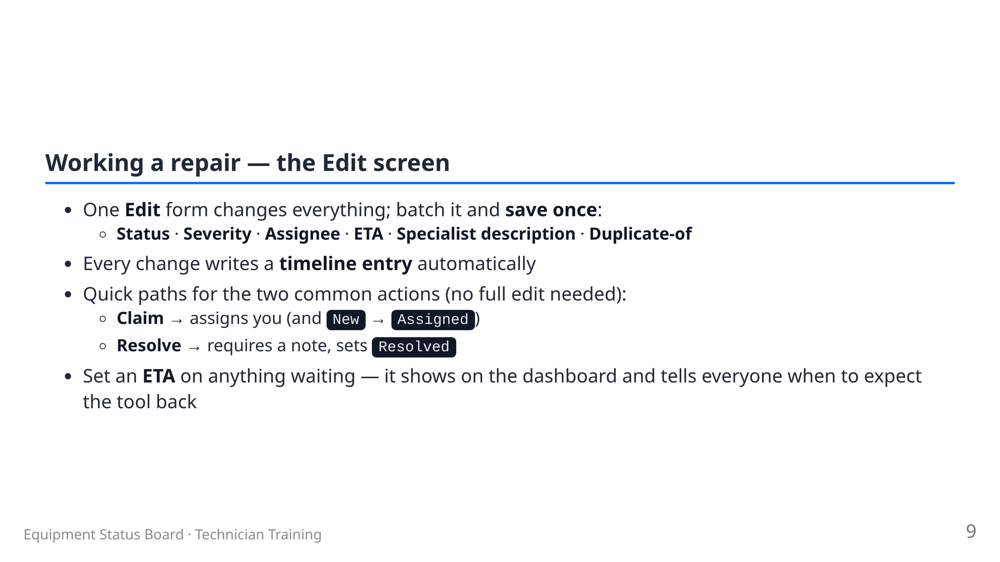 Working a repair — the Edit screen
• One Edit form changes everything; batch it and save once:
◦ Status · Severity · Assignee · ETA · Specialist description · Duplicate-of
• Every change writes a timeline entry automatically
• Quick paths for the two common actions (no full edit needed):
◦ Claim → assigns you (and New → Assigned)
◦ Resolve → requires a note, sets Resolved
• Set an ETA on anything waiting — it shows on the dashboard and tells everyone when to expect
the tool back
Equipment Status Board · Technician Training
9